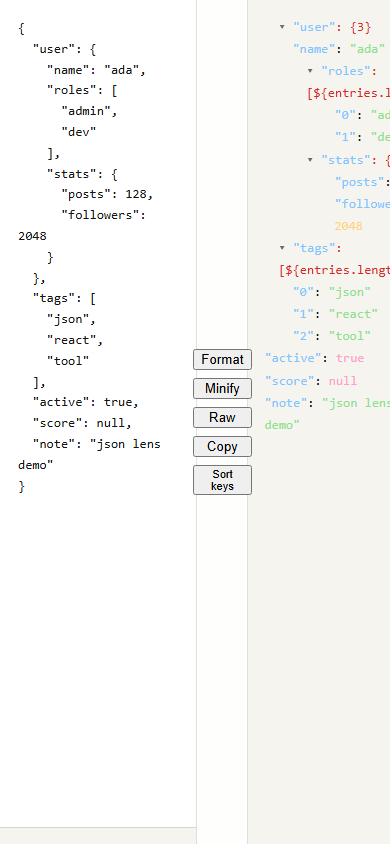 {
"user": {
"name": "ada",
"roles": [
"admin",
"dev"
],
"stats": {
"posts": 128,
"followers":
2048
}
},
"tags": [
"json",
"react",
"tool"
],
"active": true,
"score": null,
"note": "json lens
demo"
}
Format
Minify
Raw
Copy
Sort
keys
▾ "user": {3}
"name": "ada"
▾ "roles":
[${entries.l
"0": "ad
"1": "de
▾ "stats": {
"posts":
"followe
2048
▾ "tags":
[${entries.lengt
"0": "json"
"1": "react"
"2": "tool"
"active": true
"score": null
"note": "json lens
demo"